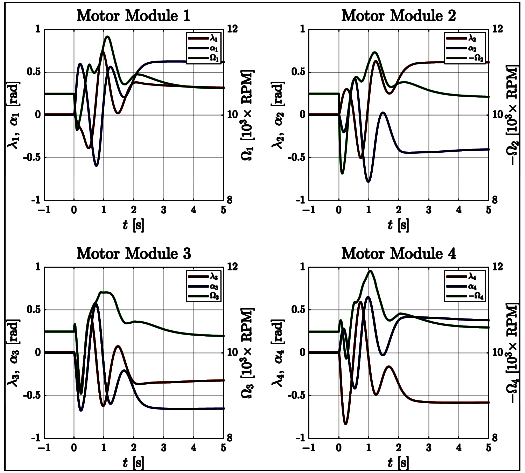 Motor Module 1
λ₁, α₁ [rad]
1
0.5
0
-0.5
-1
λ₁
α₁
Ω₁
12
10
8
Ω₁ [10³× RPM]
-1 0 1 2 3 4 5
t [s]
Motor Module 2
λ₂, α₂ [rad]
1
0.5
0
-0.5
-1
λ₂
α₂
−Ω₂
12
10
8
−Ω₂ [10³× RPM]
-1 0 1 2 3 4 5
t [s]
Motor Module 3
λ₃, α₃ [rad]
1
0.5
0
-0.5
-1
λ₃
α₃
Ω₃
12
10
8
Ω₃ [10³× RPM]
-1 0 1 2 3 4 5
t [s]
Motor Module 4
λ₄, α₄ [rad]
1
0.5
0
-0.5
-1
λ₄
α₄
−Ω₄
12
10
8
−Ω₄ [10³× RPM]
-1 0 1 2 3 4 5
t [s]